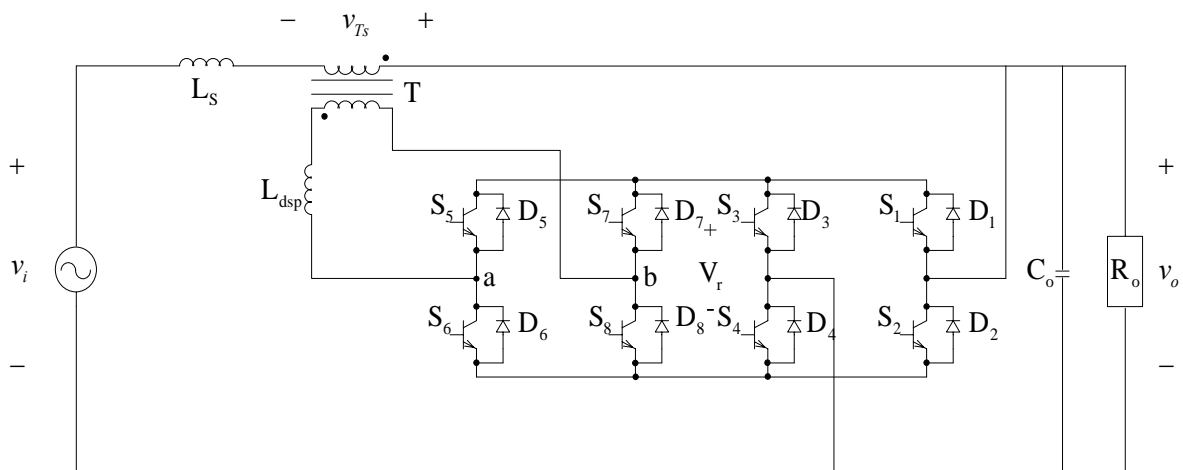 − v_Ts +
L_S
T
+
L_dsp
S_5 D_5 S_7 D_7 + S_3 D_3 S_1 D_1
+
v_i
a b V_r
C_o R_o v_o
S_6 D_6 S_8 D_8 - S_4 D_4 S_2 D_2
− −